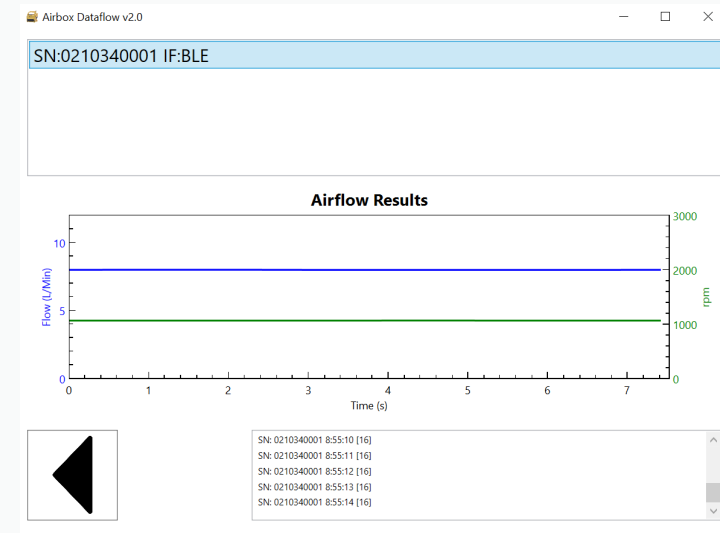 Airbox Dataflow v2.0
SN:0210340001 IF:BLE
Airflow Results
10
5
0
Flow (L/Min)
3000
2000
1000
0
rpm
0 1 2 3 4 5 6 7
Time (s)
SN: 0210340001 8:55:10 [16]
SN: 0210340001 8:55:11 [16]
SN: 0210340001 8:55:12 [16]
SN: 0210340001 8:55:13 [16]
SN: 0210340001 8:55:14 [16]